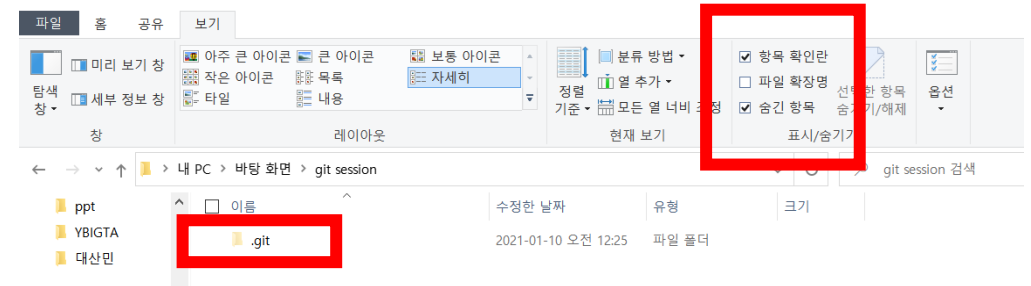 파일 홈 공유 보기
미리 보기 창
세부 정보 창
탐색
창
창
아주 큰 아이콘 큰 아이콘 보통 아이콘
작은 아이콘 목록 자세히
타일 내용
레이아웃
정렬
기준
분류 방법
열 추가
모든 열 너비 조정
현재 보기
항목 확인란
파일 확장명
숨긴 항목
표시/숨기기
선택한 항목
숨기기/해제
옵션
내 PC 바탕 화면 git session
git session 검색
ppt
YBIGTA
대산민
이름 수정한 날짜 유형 크기
.git 2021-01-10 오전 12:25 파일 폴더